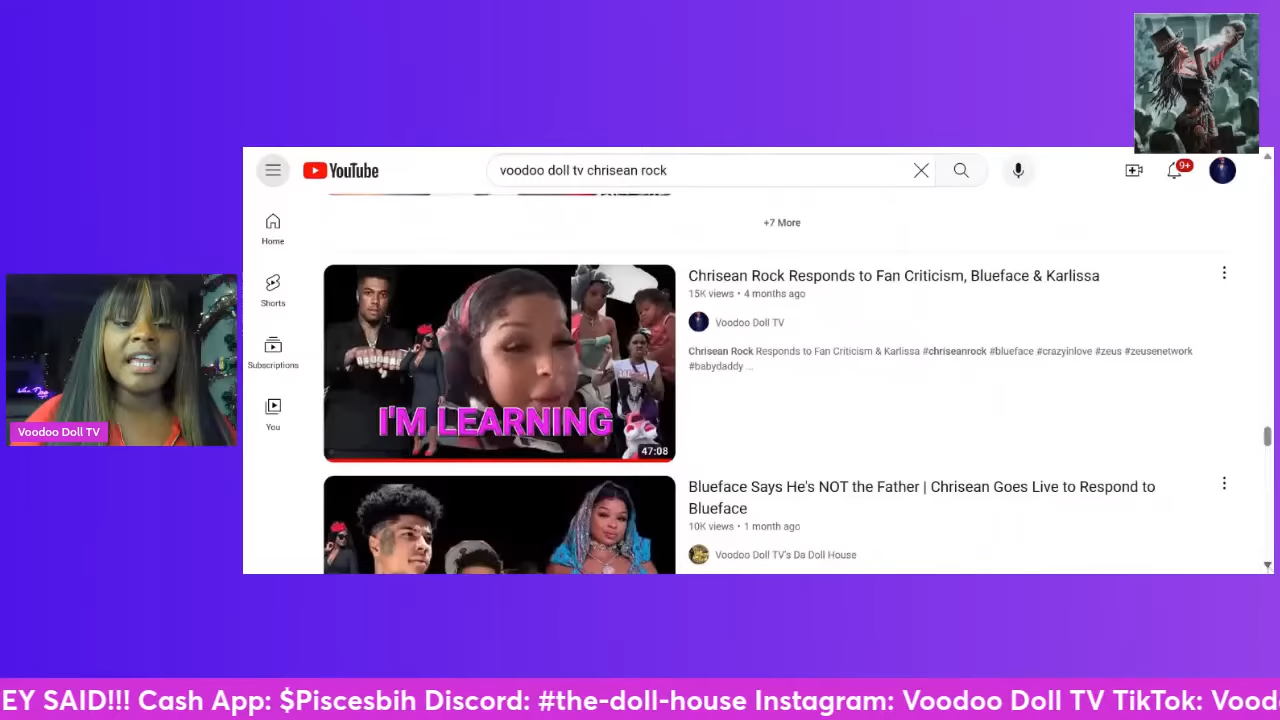 YouTube
voodoo doll tv chrisean rock
9+
Home
Shorts
Subscriptions
You
+7 More
I'M LEARNING
47:08
Chrisean Rock Responds to Fan Criticism, Blueface & Karlissa
15K views • 4 months ago
Voodoo Doll TV
Chrisean Rock Responds to Fan Criticism & Karlissa #chriseanrock #blueface #crazyinlove #zeus #zeusenetwork
#babydaddy ...
Blueface Says He's NOT the Father | Chrisean Goes Live to Respond to
Blueface
10K views • 1 month ago
Voodoo Doll TV's Da Doll House
Voodoo Doll TV
EY SAID!!! Cash App: $Piscesbih Discord: #the-doll-house Instagram: Voodoo Doll TV TikTok: Vood